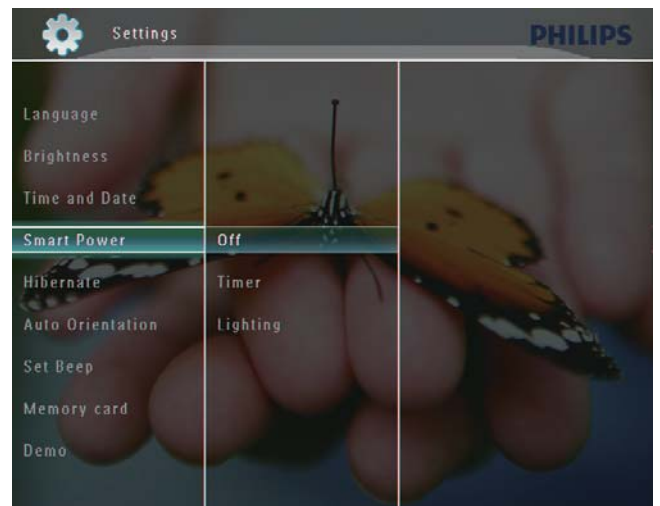 Settings
PHILIPS
Language
Brightness
Time and Date
Smart Power
Hibernate
Auto Orientation
Set Beep
Memory card
Demo
Off
Timer
Lighting